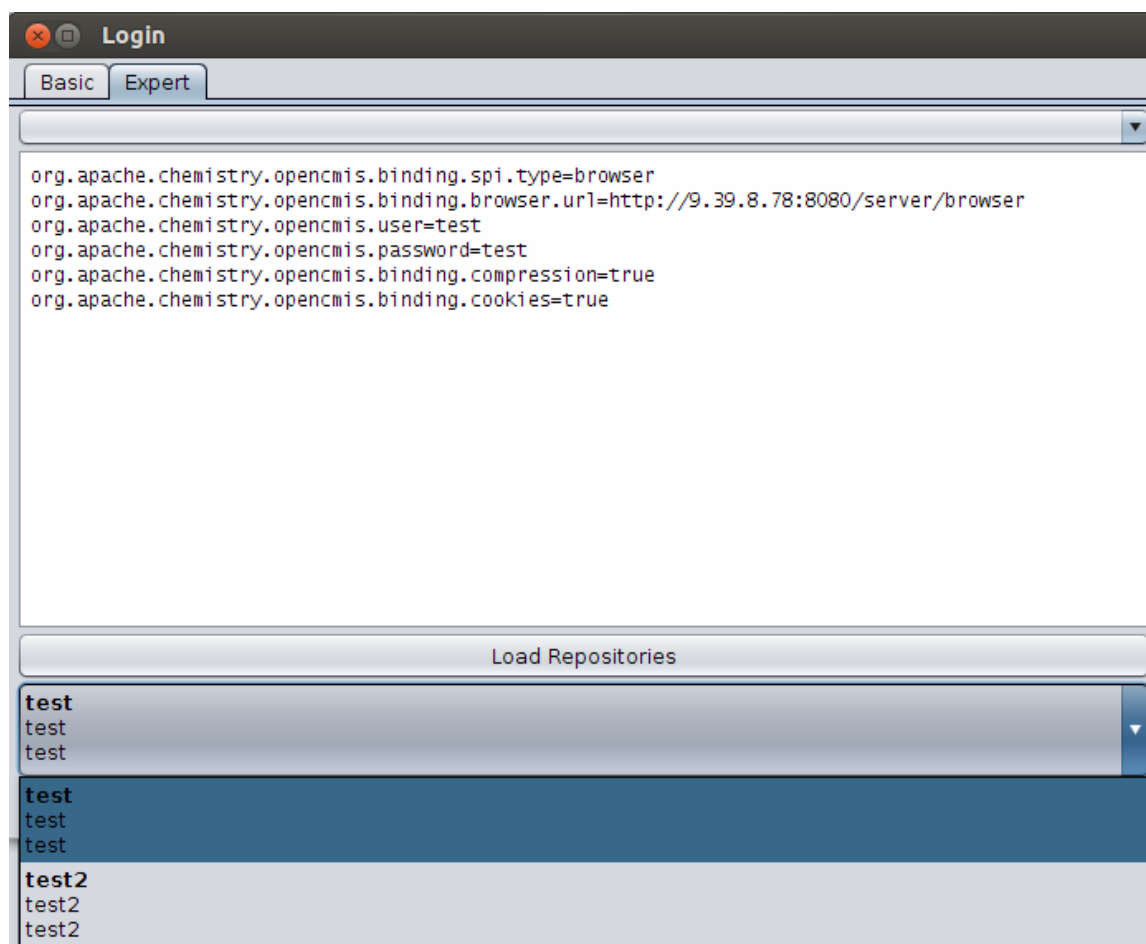 Login
Basic Expert
org.apache.chemistry.opencmis.binding.spi.type=browser
org.apache.chemistry.opencmis.binding.browser.url=http://9.39.8.78:8080/server/browser
org.apache.chemistry.opencmis.user=test
org.apache.chemistry.opencmis.password=test
org.apache.chemistry.opencmis.binding.compression=true
org.apache.chemistry.opencmis.binding.cookies=true
Load Repositories
test
test
test
test
test
test
test2
test2
test2